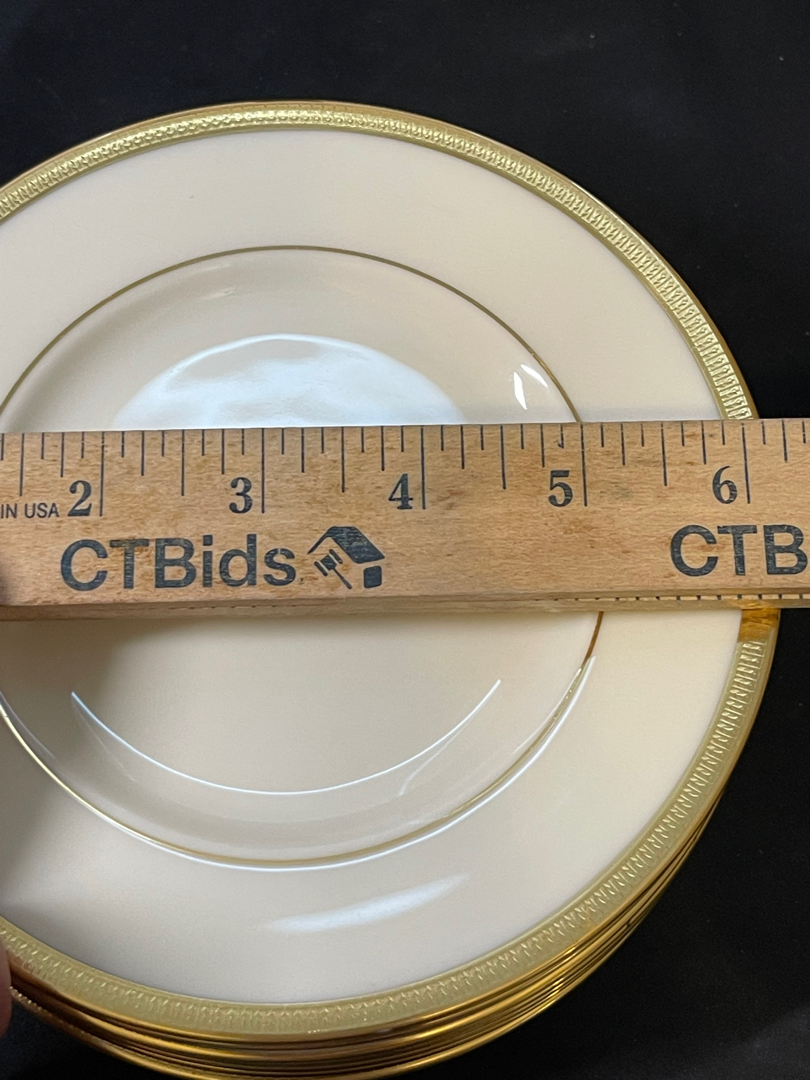 2 3 4 5 6
IN USA
CTBids. CTB